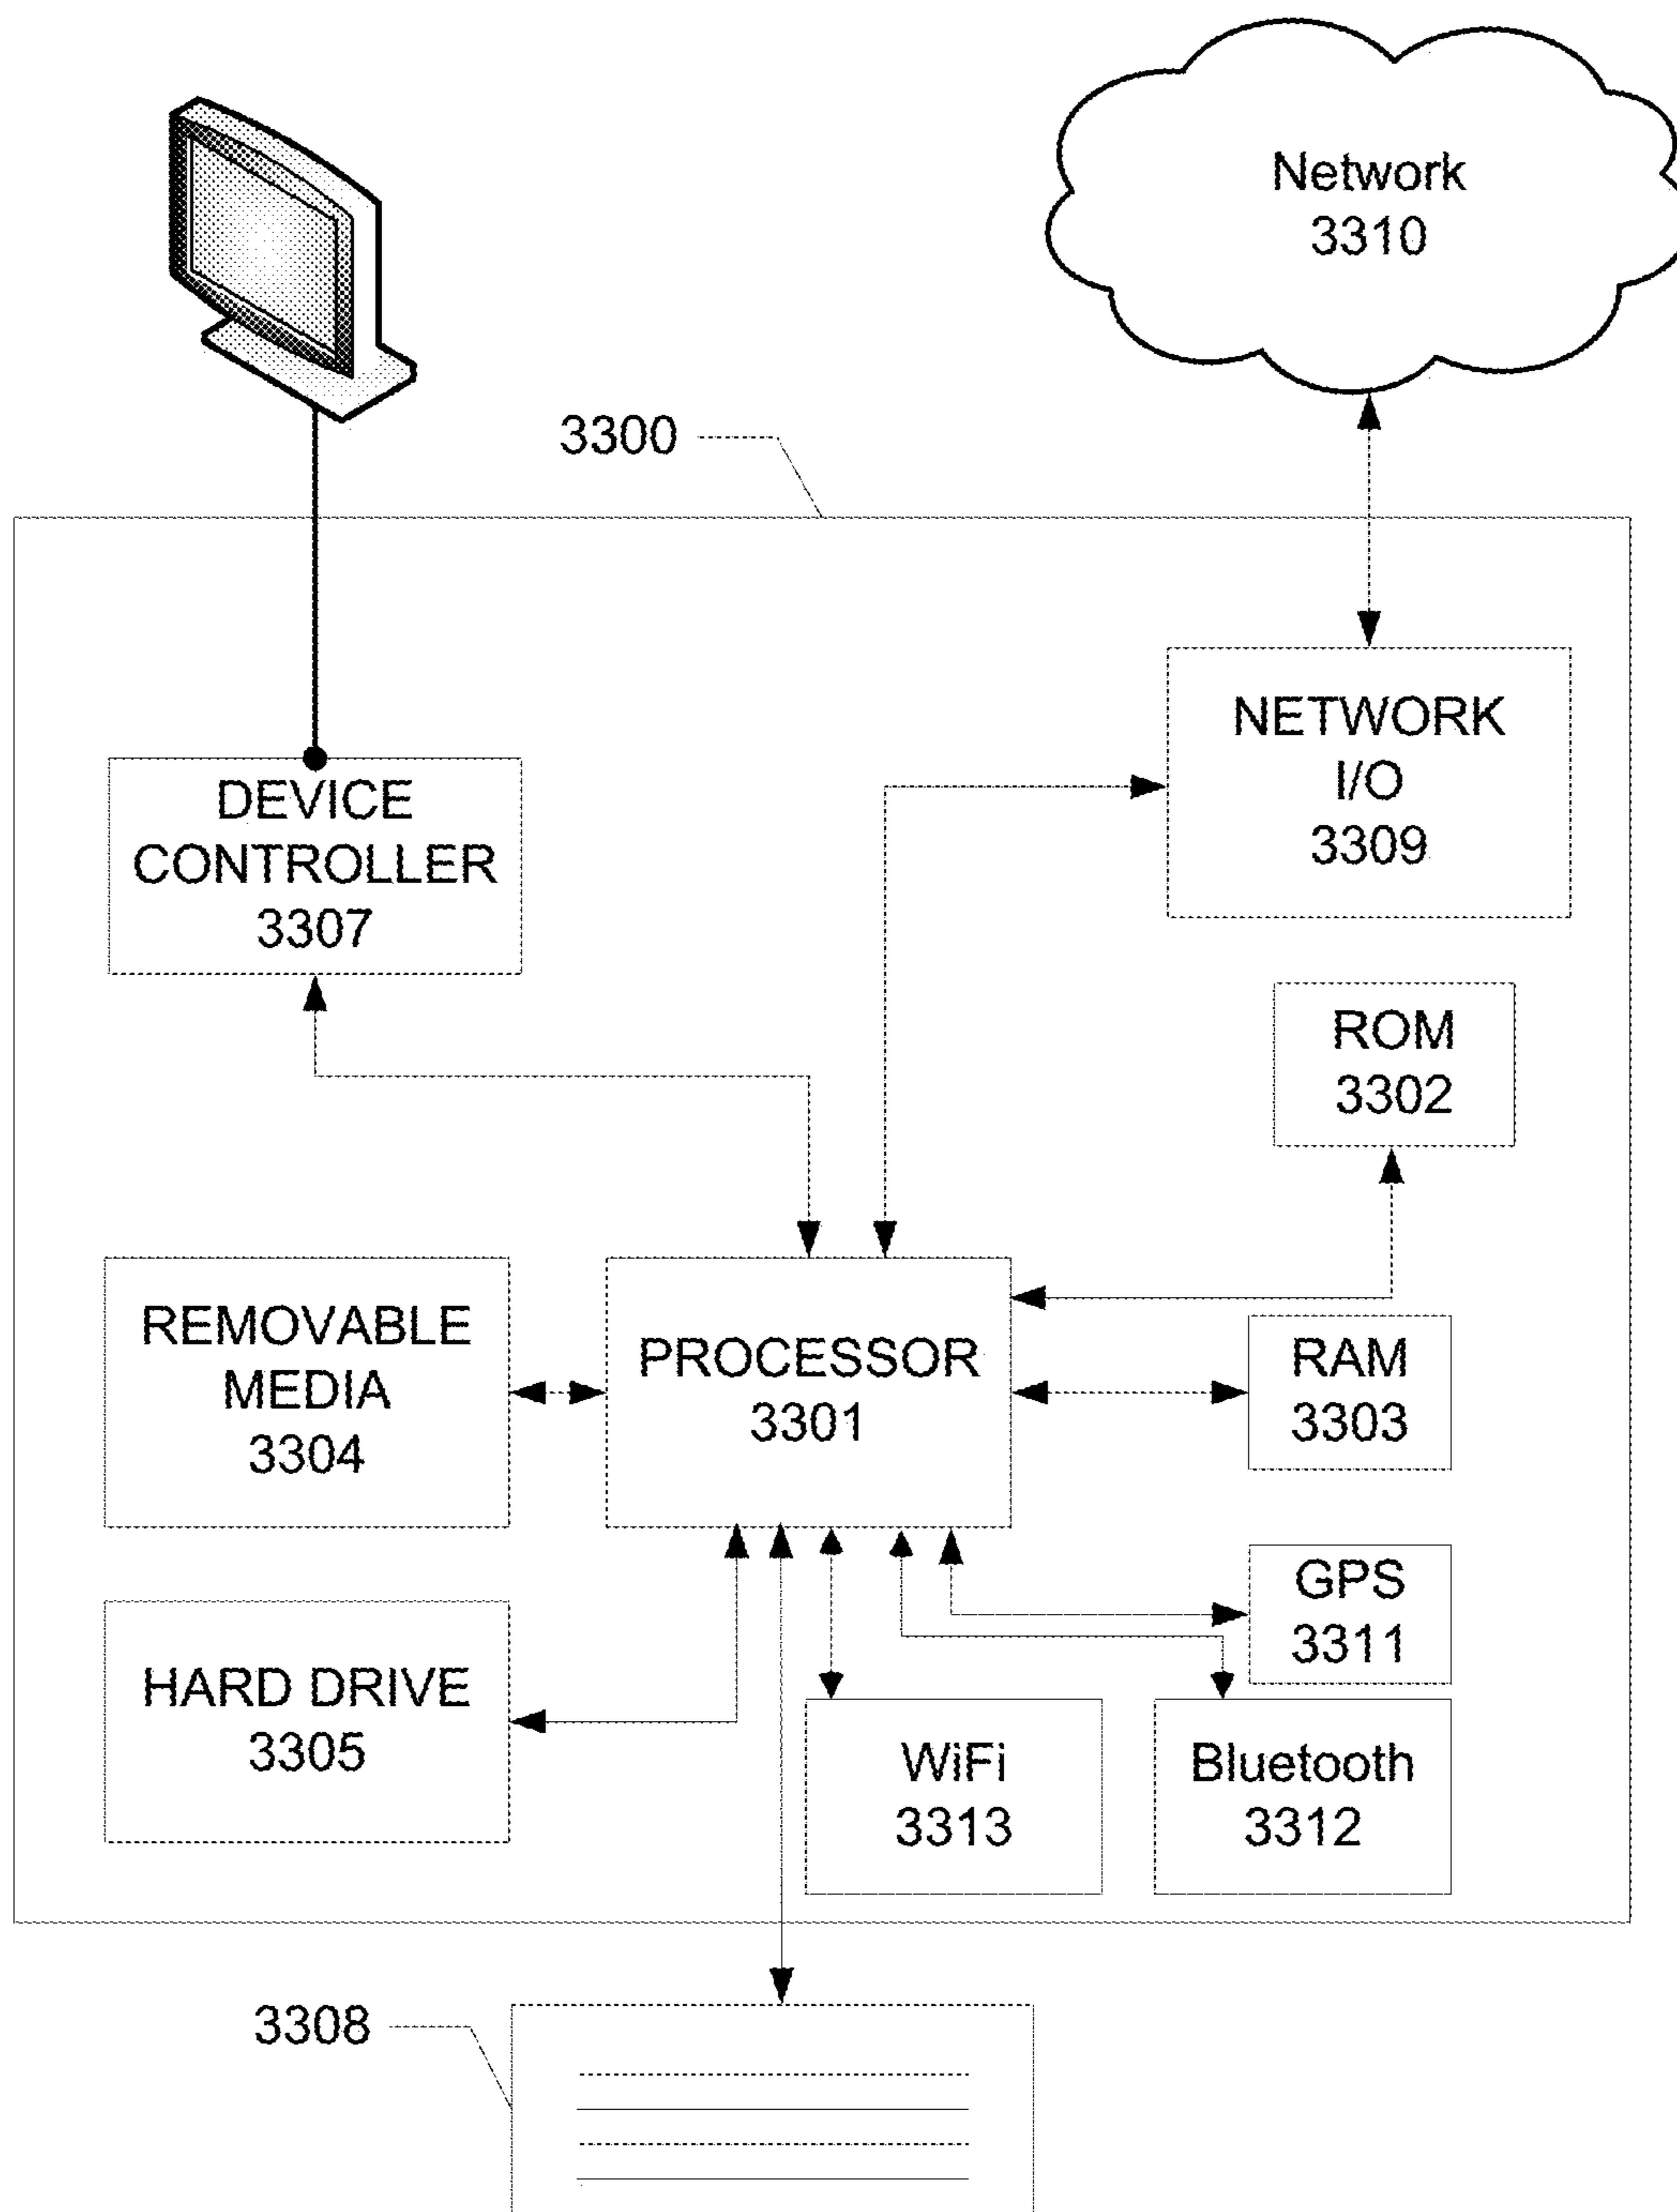 Network
3310
3300
DEVICE
CONTROLLER
3307
NETWORK
I/O
3309
ROM
3302
REMOVABLE
MEDIA
3304
PROCESSOR
3301
RAM
3303
HARD DRIVE
3305
GPS
3311
WiFi
3313
Bluetooth
3312
3308